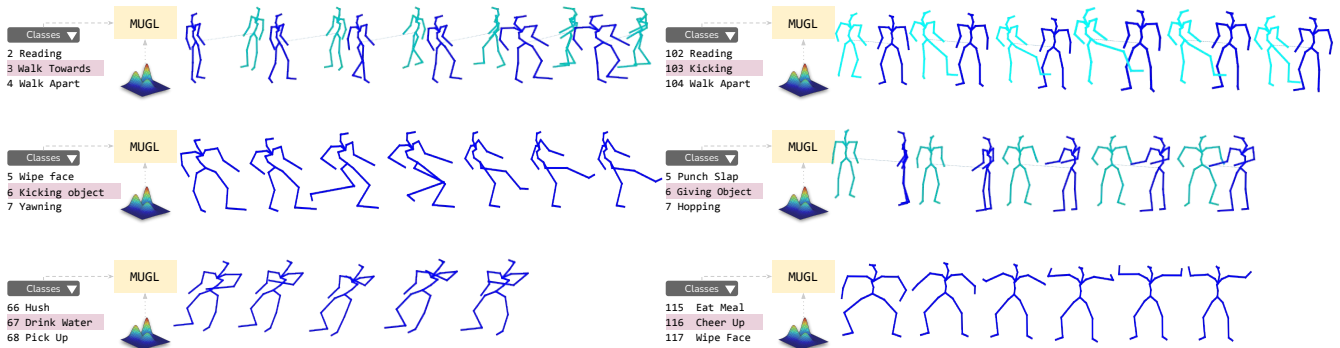 MUGL
Classes
2 Reading
3 Walk Towards
4 Walk Apart
MUGL
Classes
102 Reading
103 Kicking
104 Walk Apart
MUGL
Classes
5 Wipe face
6 Kicking object
7 Yawning
MUGL
Classes
5 Punch Slap
6 Giving Object
7 Hopping
MUGL
Classes
66 Hush
67 Drink Water
68 Pick Up
MUGL
Classes
115 Eat Meal
116 Cheer Up
117 Wipe Face